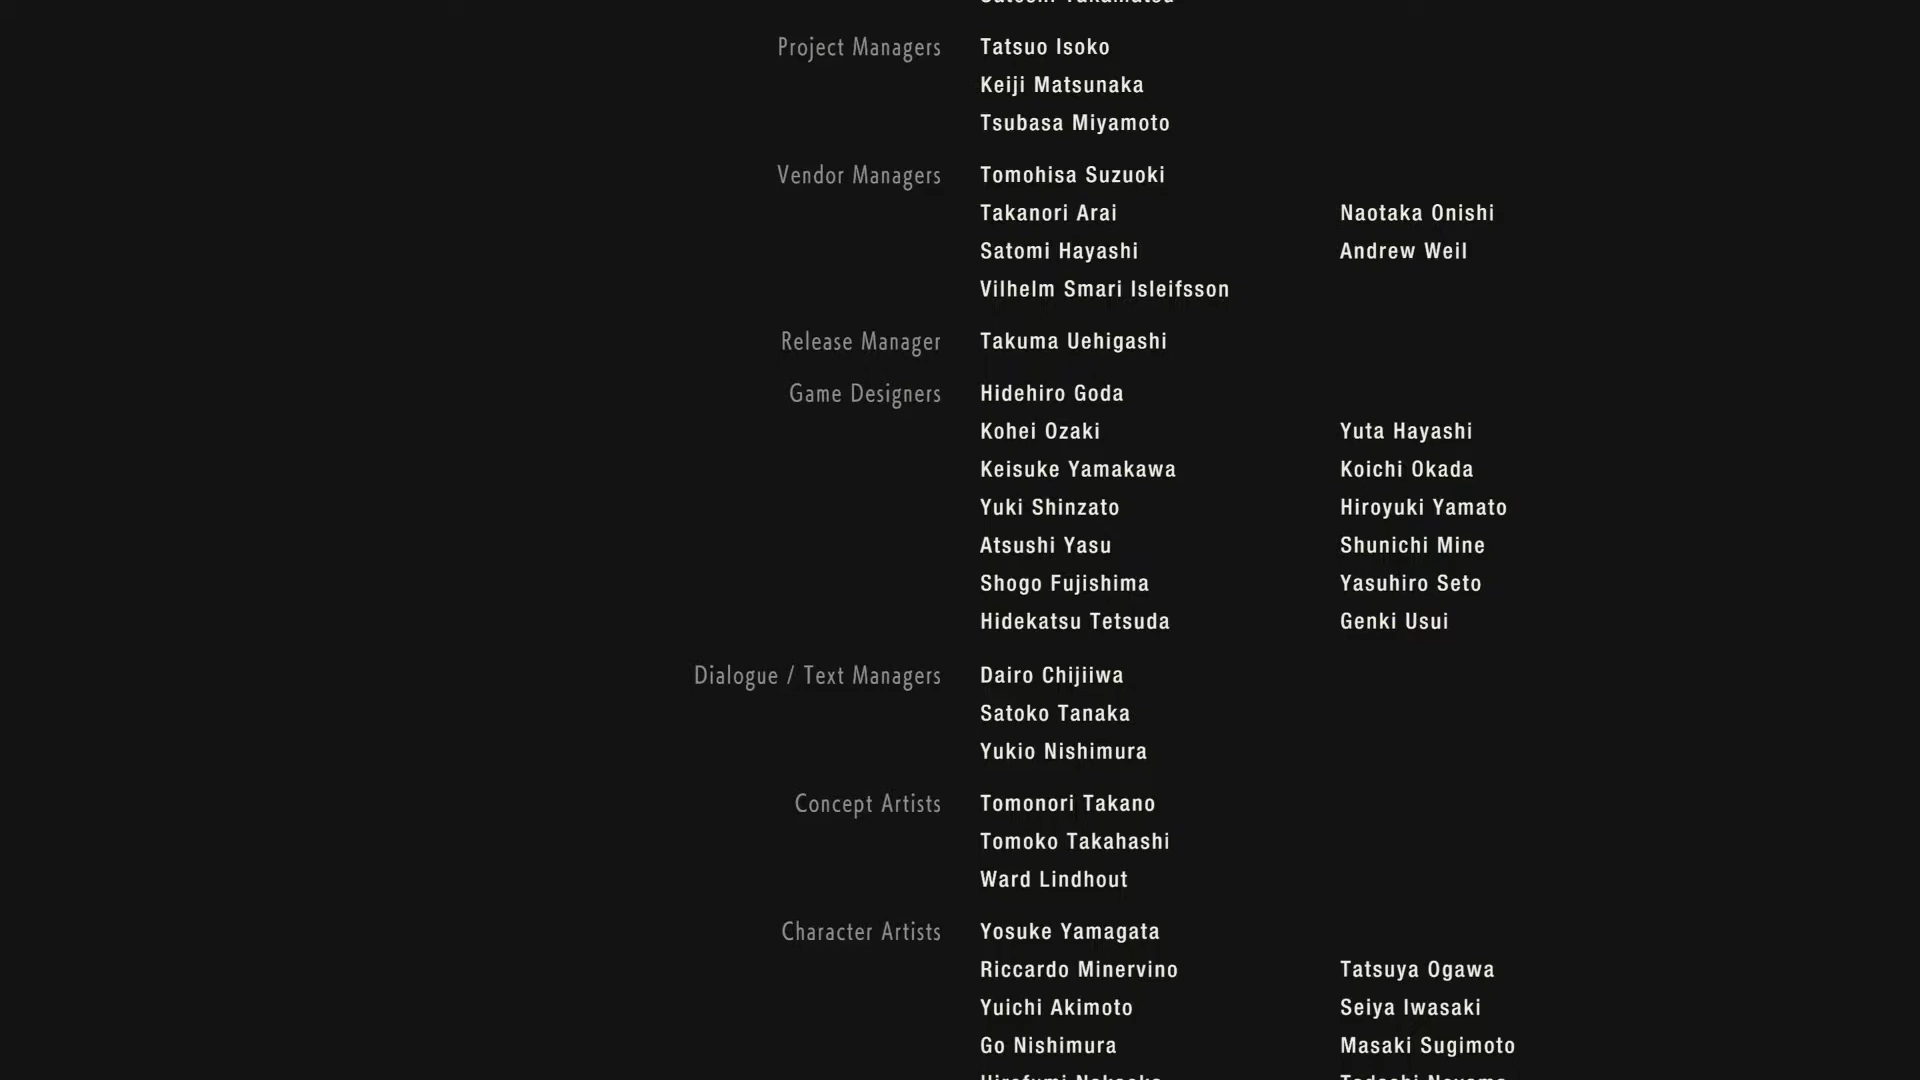 Project Managers Tatsuo Isoko
Keiji Matsunaka
Tsubasa Miyamoto
Vendor Managers Tomohisa Suzuoki
Takanori Arai Naotaka Onishi
Satomi Hayashi Andrew Weil
Vilhelm Smari Isleifsson
Release Manager Takuma Uehigashi
Game Designers Hidehiro Goda
Kohei Ozaki Yuta Hayashi
Keisuke Yamakawa Koichi Okada
Yuki Shinzato Hiroyuki Yamato
Atsushi Yasu Shunichi Mine
Shogo Fujishima Yasuhiro Seto
Hidekatsu Tetsuda Genki Usui
Dialogue / Text Managers Dairo Chijiiwa
Satoko Tanaka
Yukio Nishimura
Concept Artists Tomonori Takano
Tomoko Takahashi
Ward Lindhout
Character Artists Yosuke Yamagata
Riccardo Minervino Tatsuya Ogawa
Yuichi Akimoto Seiya Iwasaki
Go Nishimura Masaki Sugimoto